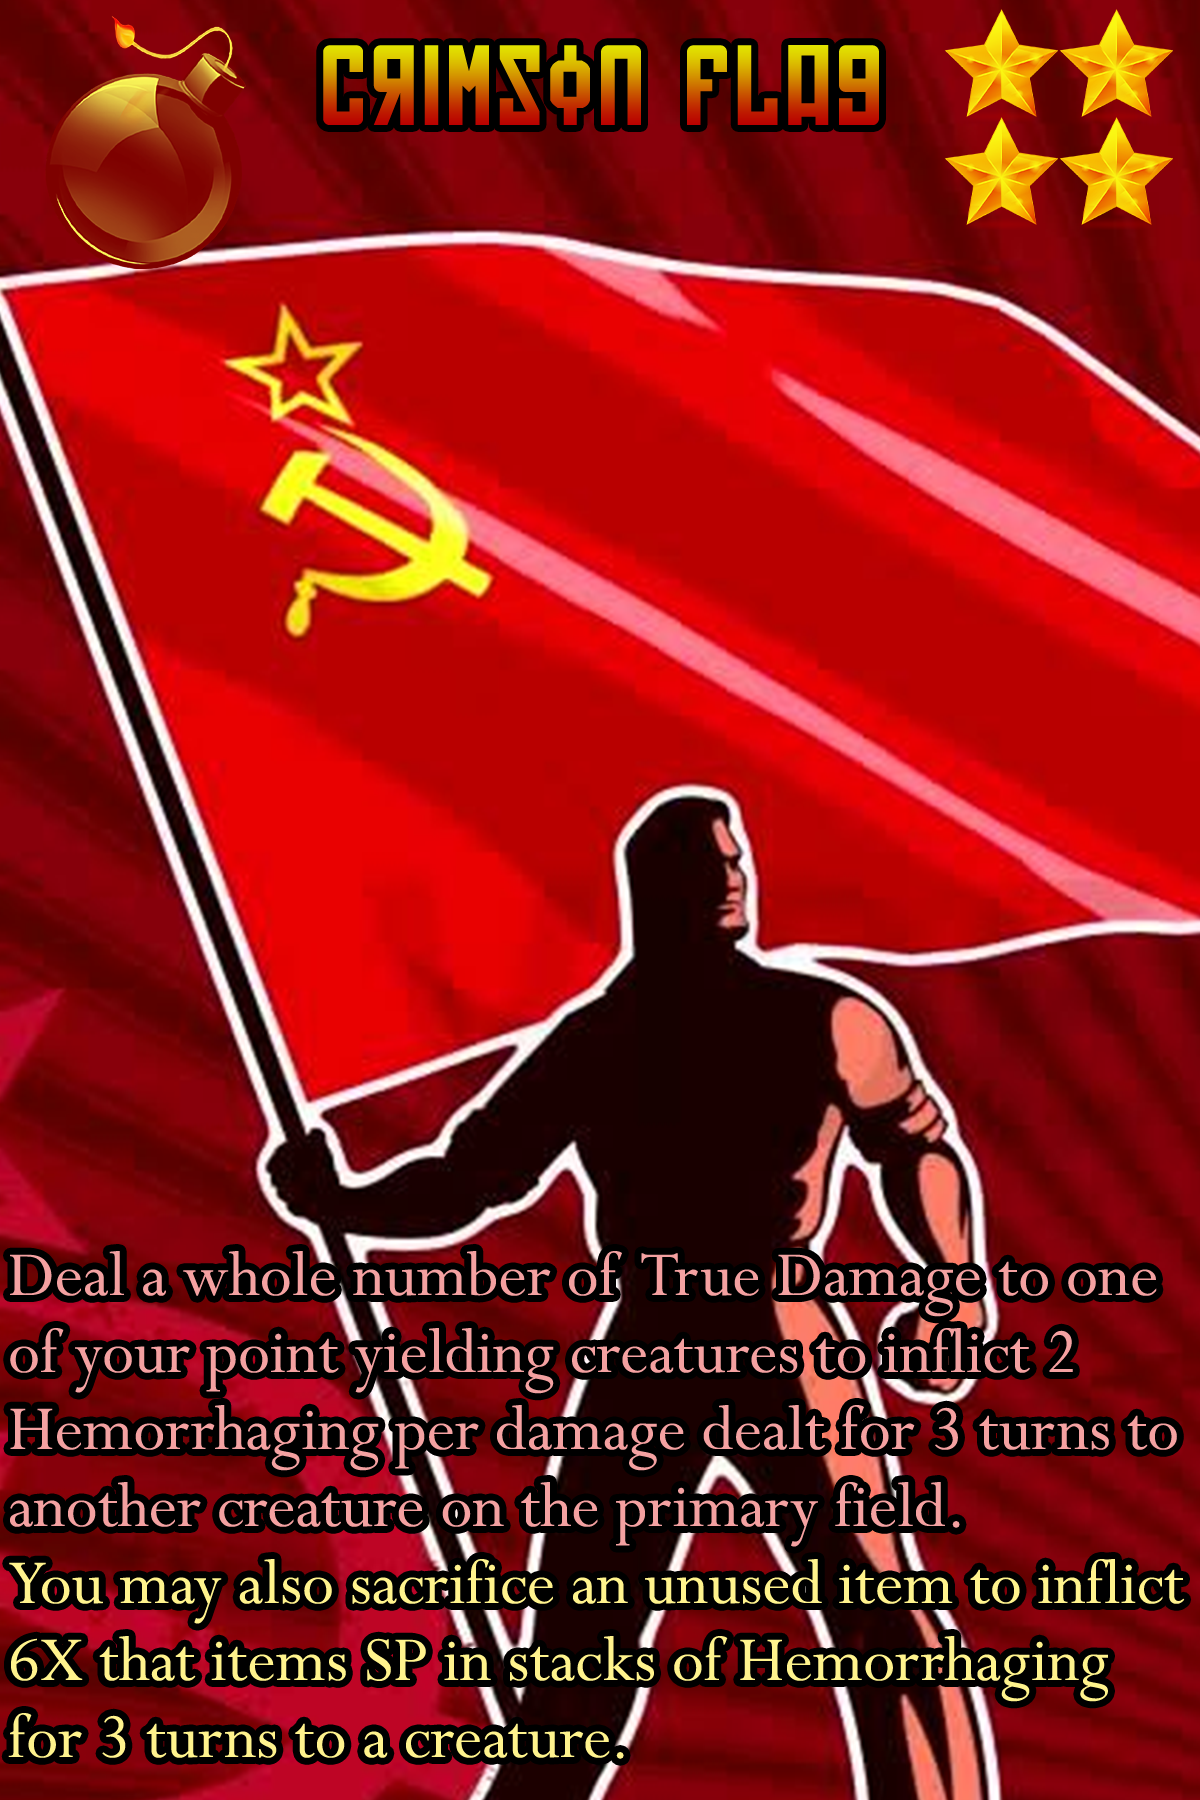 CRIMSON FLAG
Deal a whole number of True Damage to one
of your point yielding creatures to inflict 2
Hemorrhaging per damage dealt for 3 turns to
another creature on the primary field.
You may also sacrifice an unused item to inflict
6X that items SP in stacks of Hemorrhaging
for 3 turns to a creature.